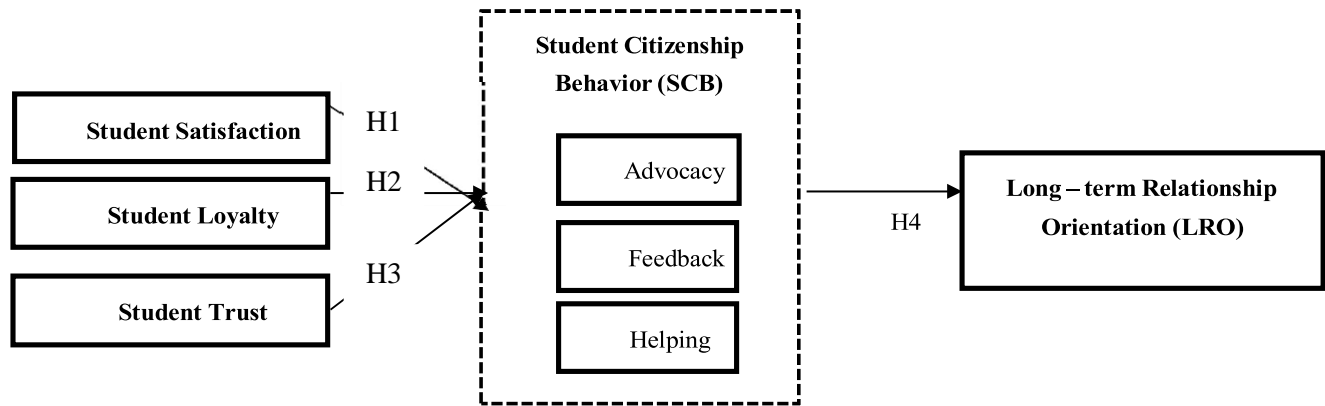 Student Satisfaction
Student Loyalty
Student Trust
H1
H2
H3
Student Citizenship
Behavior (SCB)
Advocacy
Feedback
Helping
H4
Long – term Relationship
Orientation (LRO)